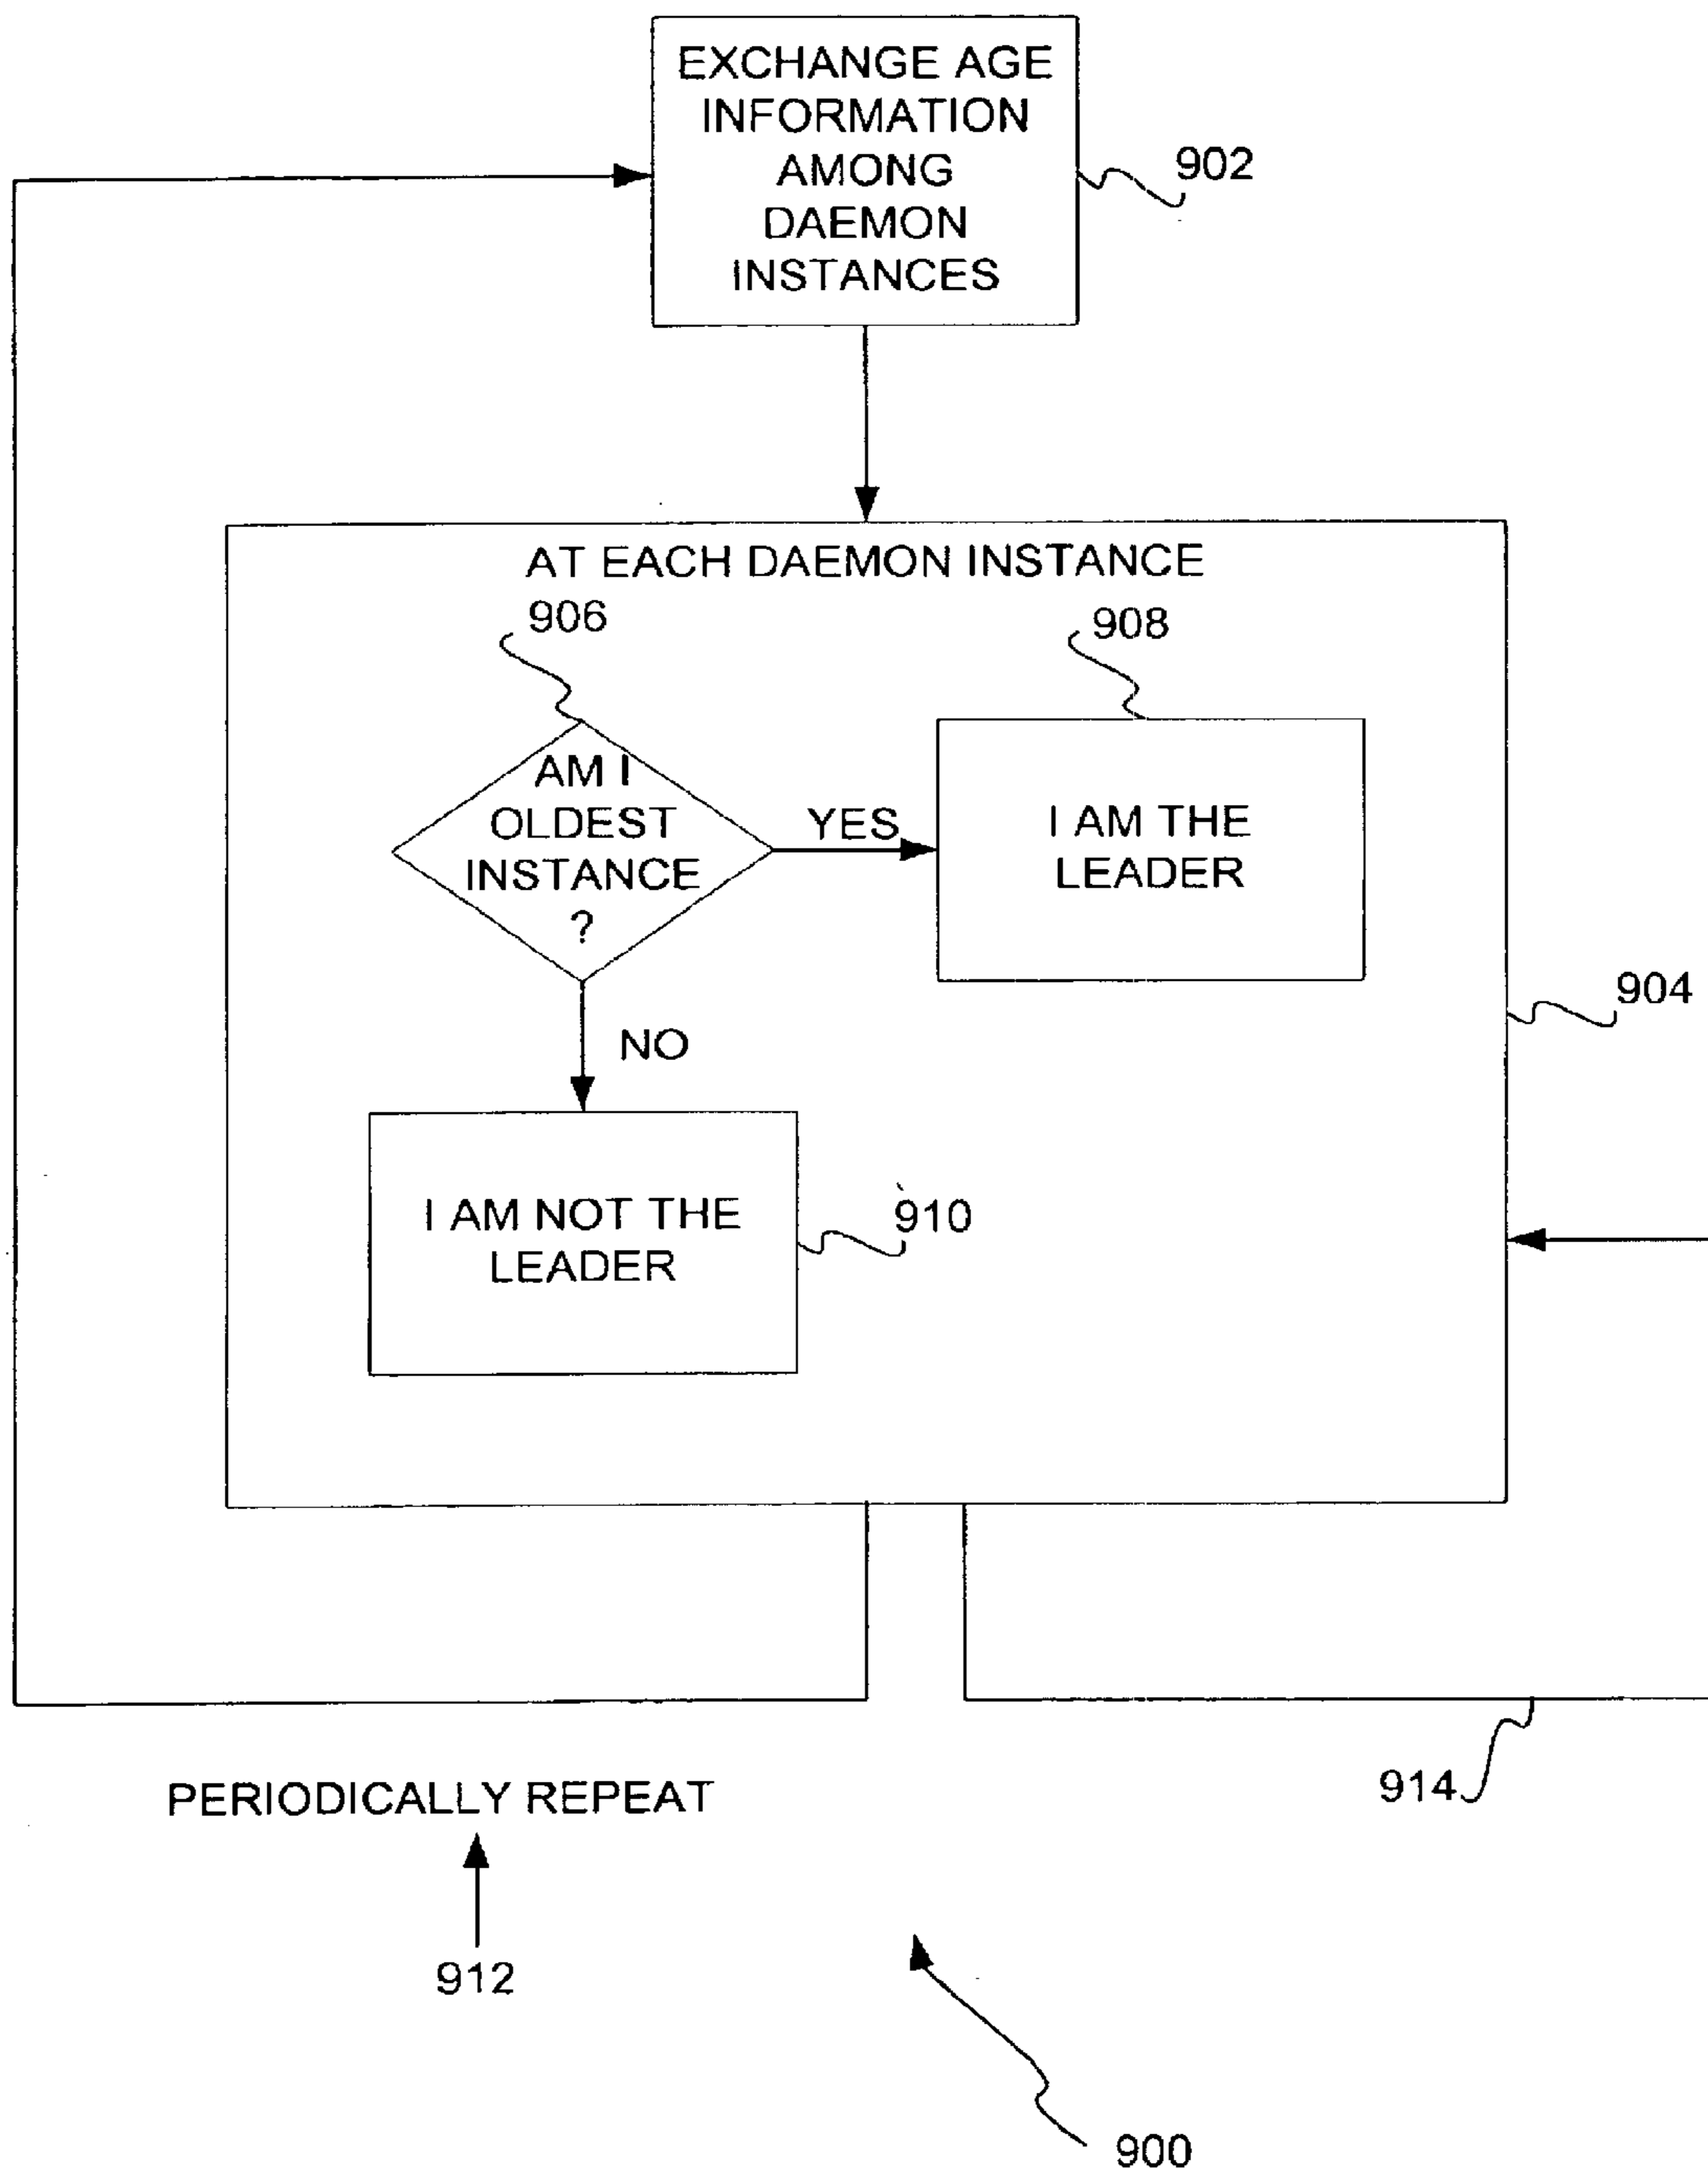 EXCHANGE AGE
INFORMATION
AMONG
DAEMON
INSTANCES
902
AT EACH DAEMON INSTANCE
906
908
AM I
OLDEST
INSTANCE
?
YES
I AM THE
LEADER
904
NO
I AM NOT THE
LEADER
910
914
PERIODICALLY REPEAT
912
900